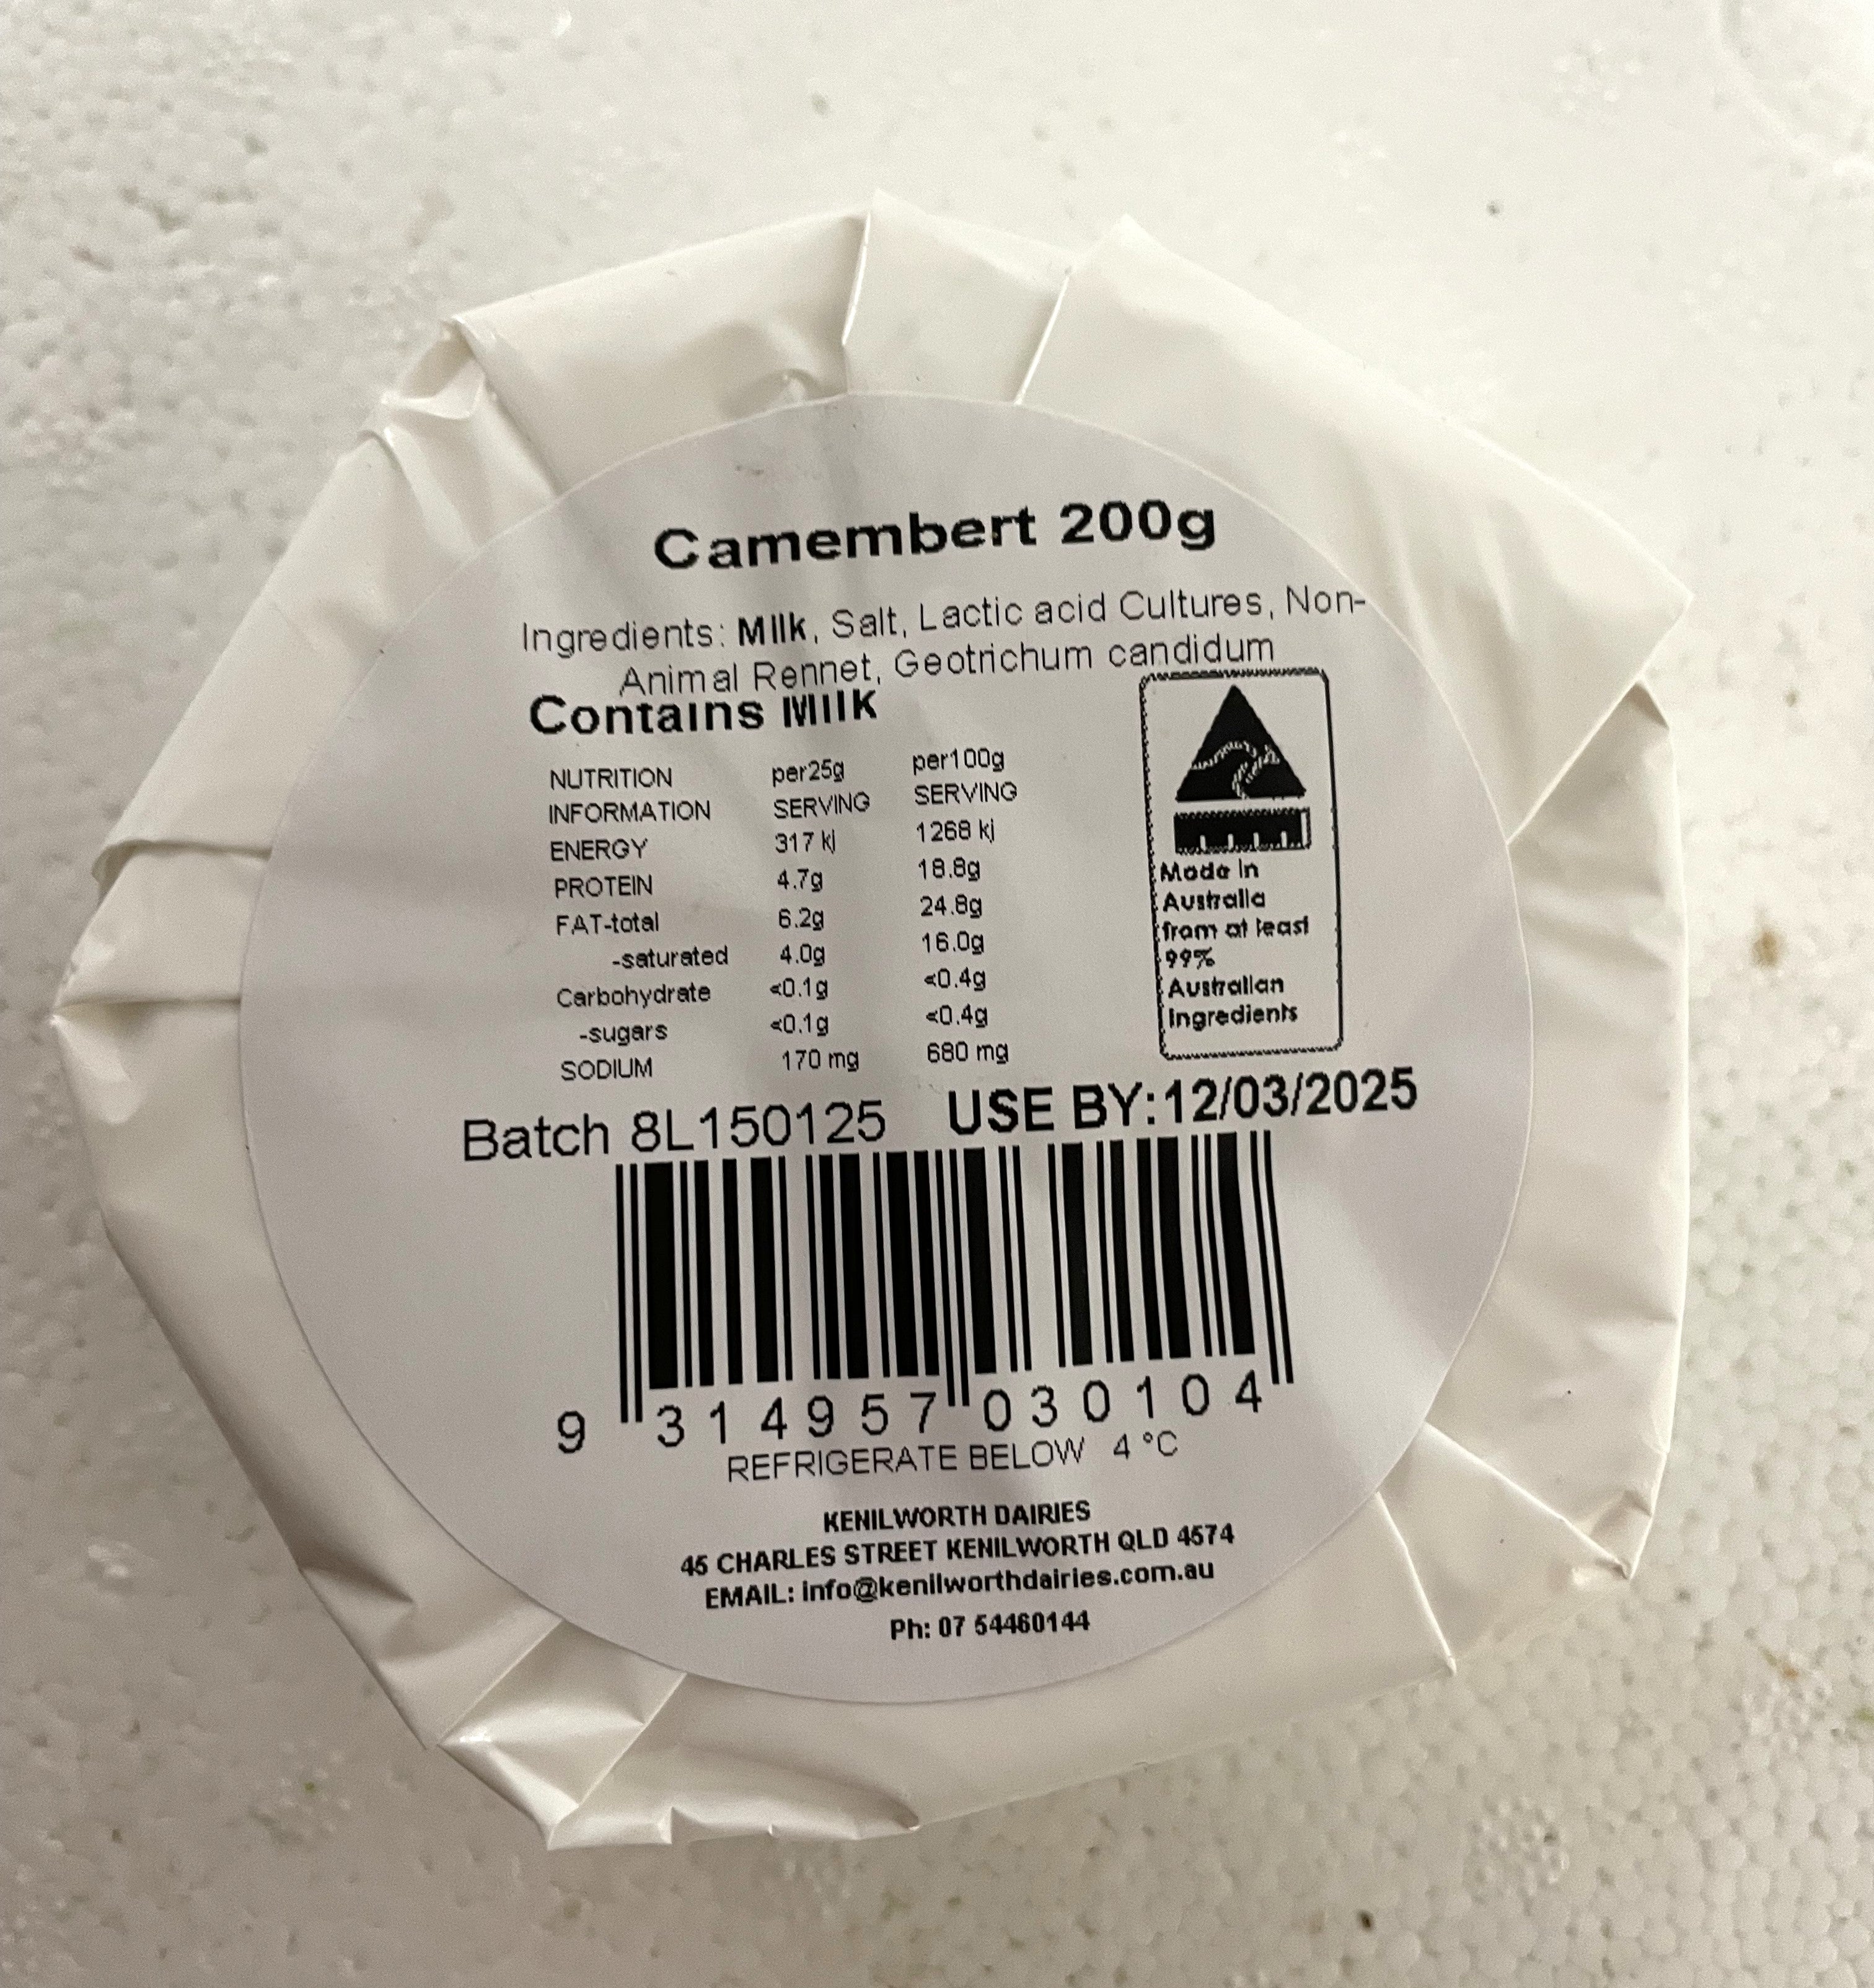 Camembert 200g
Ingredients: Milk, Salt, Lactic acid Cultures, Non-
Animal Rennet, Geotrichum candidum
Contains Milk
NUTRITION per25g per100g
INFORMATION SERVING SERVING
ENERGY 317 kj 1268 kj
PROTEIN 4.7g 18.8g
FAT-total 6.2g 24.8g
-saturated 4.0g 16.0g
Carbohydrate <0.1g <0.4g
-sugars <0.1g <0.4g
SODIUM 170 mg 680 mg
Made in
Australia
from at least
99%
Australian
ingredients
Batch 8L150125 USE BY:12/03/2025
9 314957 030104
REFRIGERATE BELOW 4 °C
KENILWORTH DAIRIES
45 CHARLES STREET KENILWORTH QLD 4574
EMAIL: info@kenilworthdairies.com.au
Ph: 07 54460144